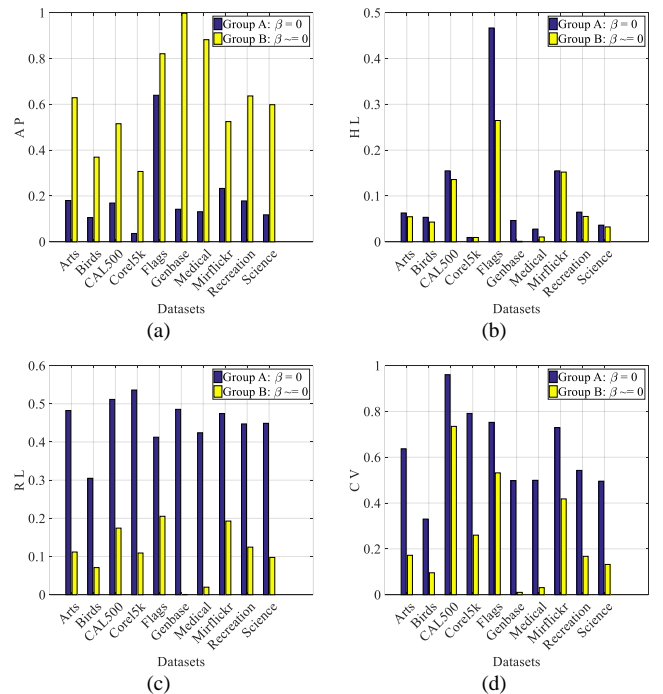 1
0.8
0.6
0.4
0.2
0
A P
Group A: β = 0
Group B: β ~= 0
Arts
Birds
CAL500
Corel5k
Flags
Genbase
Medical
Mirflickr
Recreation
Science
Datasets
(a)
0.5
0.4
0.3
0.2
0.1
0
H L
Group A: β = 0
Group B: β ~= 0
Arts
Birds
CAL500
Corel5k
Flags
Genbase
Medical
Mirflickr
Recreation
Science
Datasets
(b)
0.6
0.5
0.4
0.3
0.2
0.1
0
R L
Group A: β = 0
Group B: β ~= 0
Arts
Birds
CAL500
Corel5k
Flags
Genbase
Medical
Mirflickr
Recreation
Science
Datasets
(c)
1
0.8
0.6
0.4
0.2
0
C V
Group A: β = 0
Group B: β ~= 0
Arts
Birds
CAL500
Corel5k
Flags
Genbase
Medical
Mirflickr
Recreation
Science
Datasets
(d)